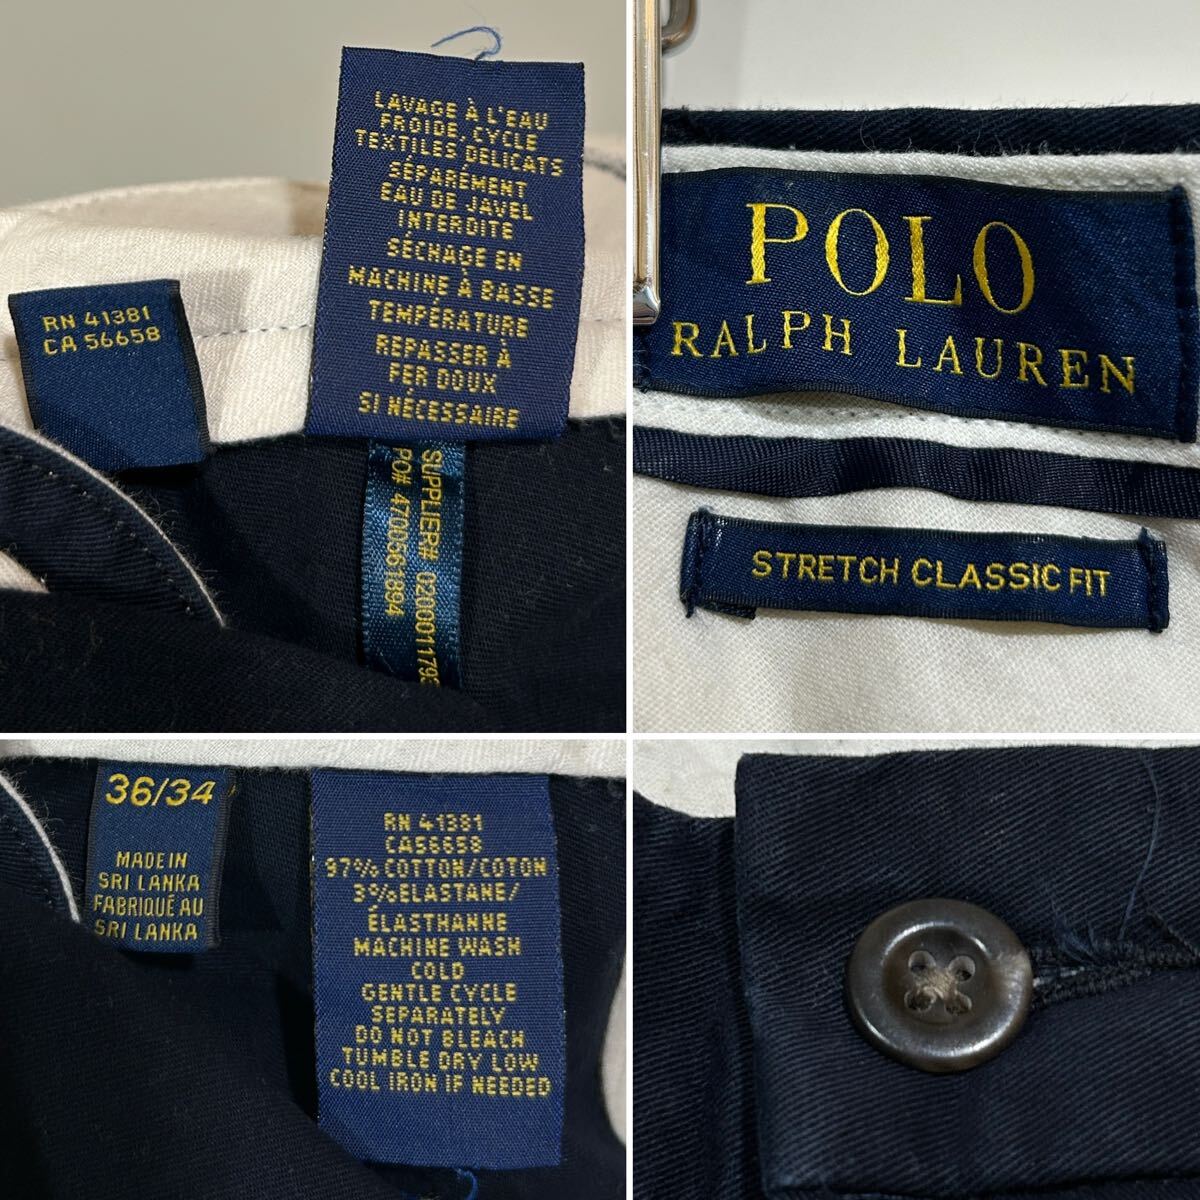 LAVAGE À L'EAU
FROIDE, CYCLE
TEXTILES DÉLICATS
SÉPARÉMENT
EAU DE JAVEL
INTERDITE
SÉCHAGE EN
MACHINE À BASSE
TEMPÉRATURE
REPASSER À
FER DOUX
SI NÉCESSAIRE
RN 41381
CA 56658
SUPPLIER# 020001179
PO# 4700561894
POLO
RALPH LAUREN
STRETCH CLASSIC FIT
36/34
MADE IN
SRI LANKA
FABRIQUÉ AU
SRI LANKA
RN 41381
CA56658
97% COTTON/COTON
3% ELASTANE/
ÉLASTHANNE
MACHINE WASH
COLD
GENTLE CYCLE
SEPARATELY
DO NOT BLEACH
TUMBLE DRY LOW
COOL IRON IF NEEDED